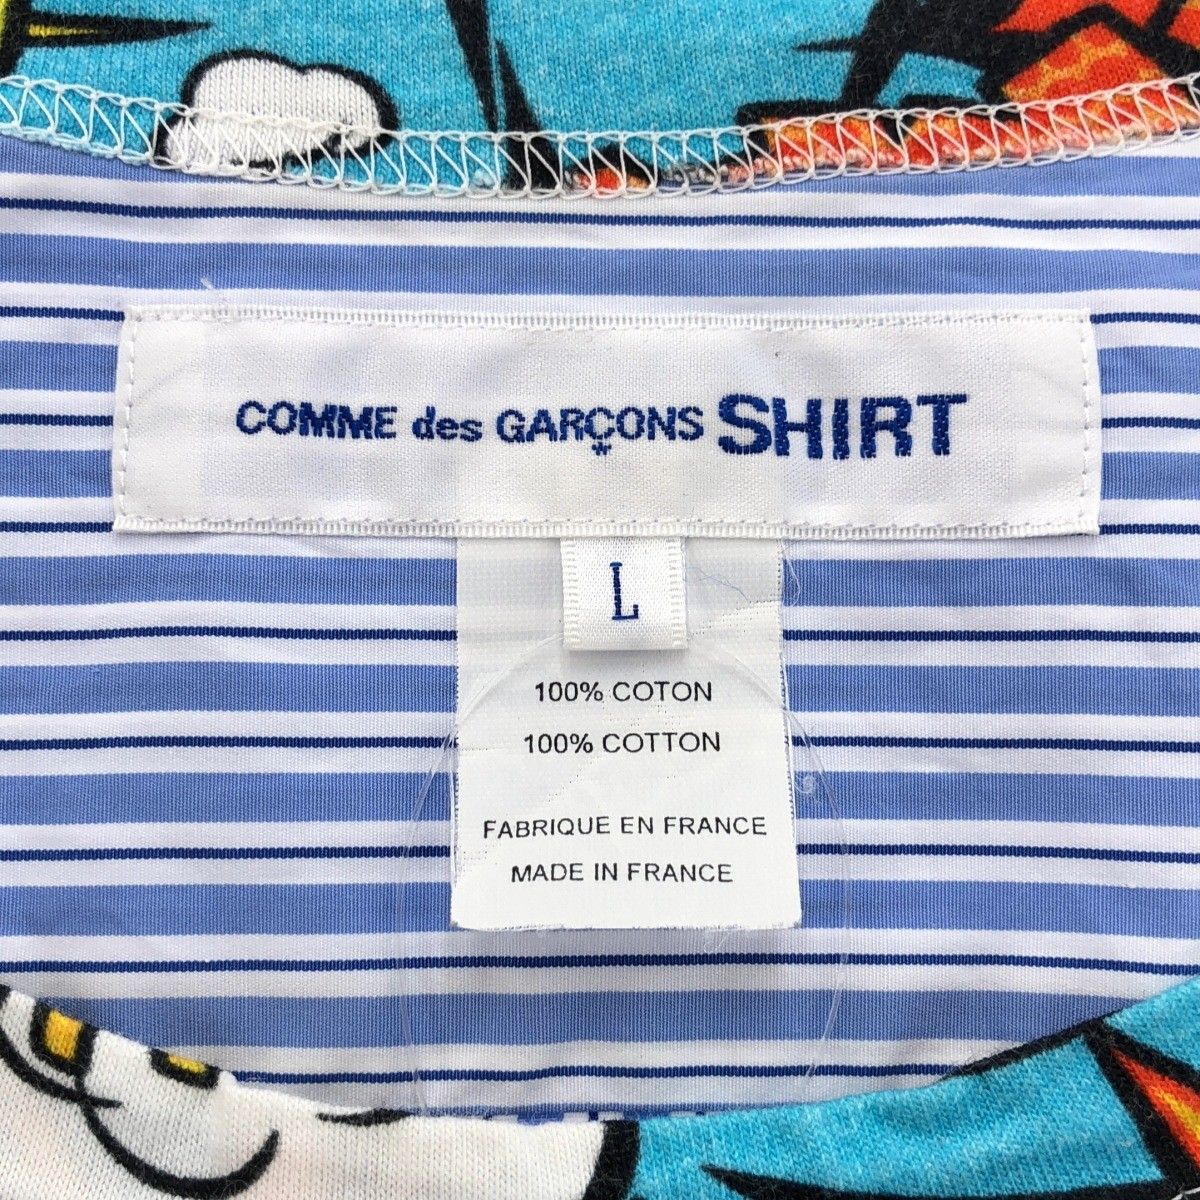 COMME des GARÇONS SHIRT
*
L
100% COTON
100% COTTON
FABRIQUE EN FRANCE
MADE IN FRANCE